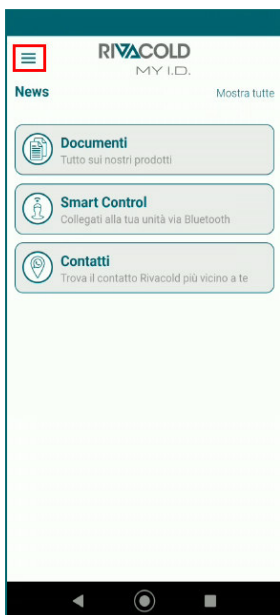 RIVACOLD
MY I.D.
News
Mostra tutte
Documenti
Tutto sui nostri prodotti
Smart Control
Collegati alla tua unità via Bluetooth
Contatti
Trova il contatto Rivacold più vicino a te